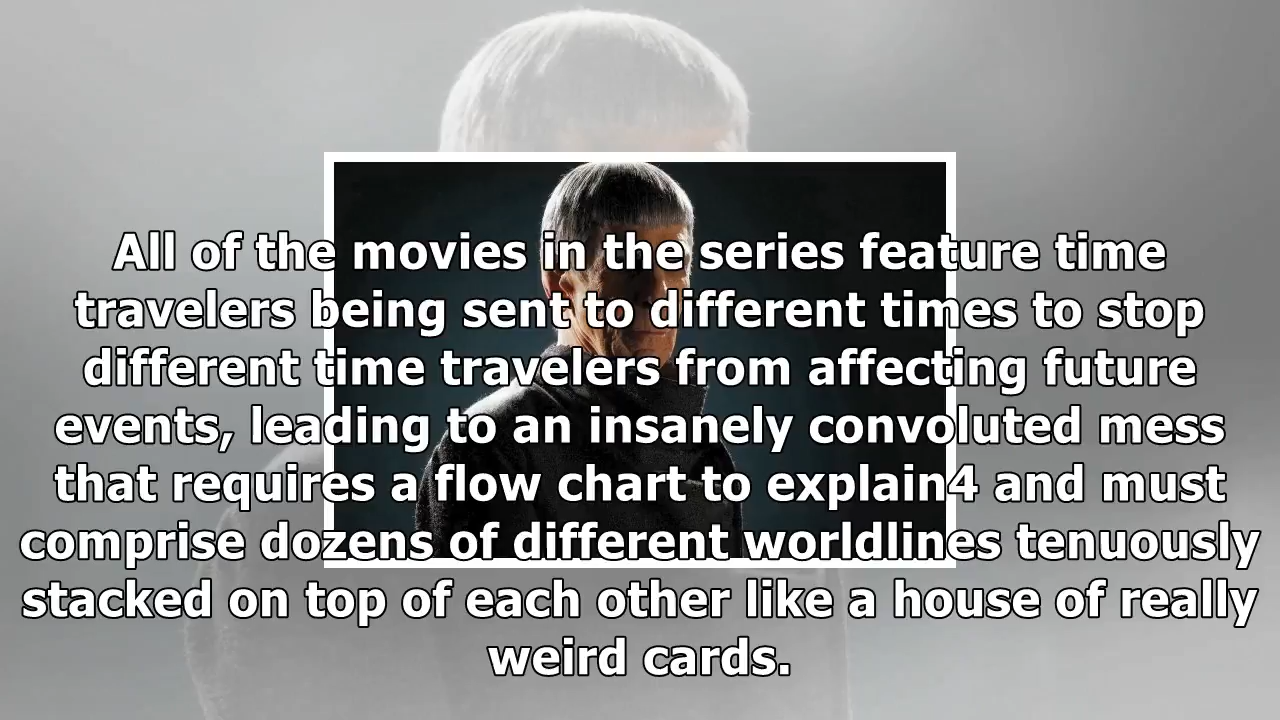 All of the movies in the series feature time
travelers being sent to different times to stop
different time travelers from affecting future
events, leading to an insanely convoluted mess
that requires a flow chart to explain4 and must
comprise dozens of different worldlines tenuously
stacked on top of each other like a house of really
weird cards.